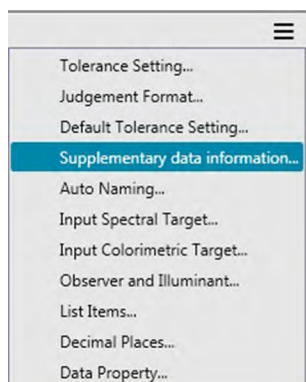 Tolerance Setting...
Judgement Format...
Default Tolerance Setting...
Supplementary data information...
Auto Naming...
Input Spectral Target...
Input Colorimetric Target...
Observer and Illuminant...
List Items...
Decimal Places...
Data Property...